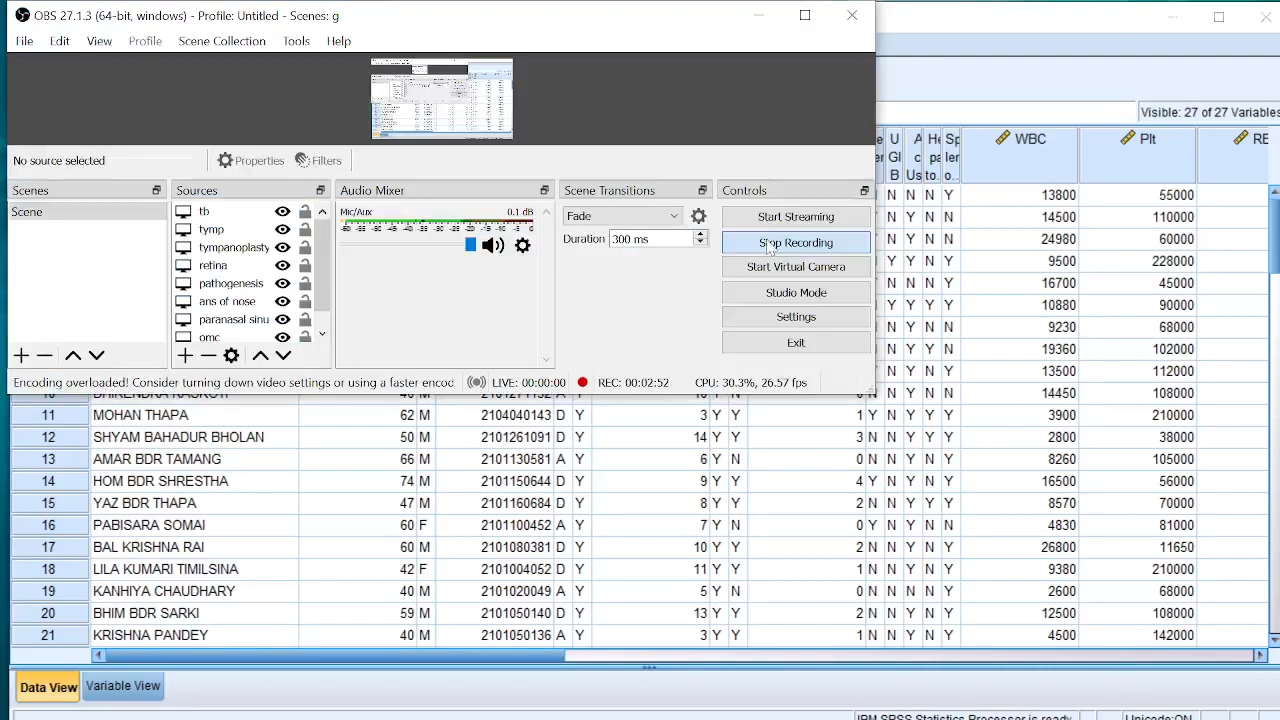 OBS 27.1.3 (64-bit, windows) - Profile: Untitled - Scenes: g
File Edit View Profile Scene Collection Tools Help
No source selected Properties Filters
Scenes Sources Audio Mixer Scene Transitions Controls
Scene
tb
tymp
tympanoplasty
retina
pathogenesis
ans of nose
paranasal sinu
omc
Mic/Aux 0.1 dB
Fade
Duration 300 ms
Start Streaming
Stop Recording
Start Virtual Camera
Studio Mode
Settings
Exit
Encoding overloaded! Consider turning down video settings or using a faster encod LIVE: 00:00:00 REC: 00:02:52 CPU: 30.3%, 26.57 fps
Visible: 27 of 27 Variables
WBC Plt
N N Y 13800 55000
14500 110000
24980 60000
9500 228000
16700 45000
10880 90000
9230 68000
19360 102000
13500 112000
14450 108000
11 MOHAN THAPA 62 M 2104040143 D Y 3 Y Y 1 Y N Y N N 3900 210000
12 SHYAM BAHADUR BHOLAN 50 M 2101261091 D Y 14 Y Y 3 N N Y Y Y 2800 38000
13 AMAR BDR TAMANG 66 M 2101130581 A Y 6 Y N 0 N N Y N Y 8260 105000
14 HOM BDR SHRESTHA 74 M 2101150644 D Y 9 Y Y 4 Y N Y N N 16500 56000
15 YAZ BDR THAPA 47 M 2101160684 D Y 8 Y Y 2 N N Y Y Y 8570 70000
16 PABISARA SOMAI 60 F 2101100452 A Y 7 Y N 0 Y N Y N N 4830 81000
17 BAL KRISHNA RAI 60 M 2101080381 D Y 10 Y Y 2 N N Y N Y 26800 11650
18 LILA KUMARI TIMILSINA 42 F 2101004052 D Y 11 Y Y 1 N N Y N Y 9380 210000
19 KANHIYA CHAUDHARY 40 M 2101020049 A Y 5 Y N 0 N N Y N Y 2600 68000
20 BHIM BDR SARKI 59 M 2101050140 D Y 13 Y Y 2 N N Y N Y 12500 108000
21 KRISHNA PANDEY 40 M 2101050136 A Y 3 Y Y 1 N N Y N Y 4500 142000
Data View Variable View
IBM SPSS Statistics Processor is ready Unicode:ON